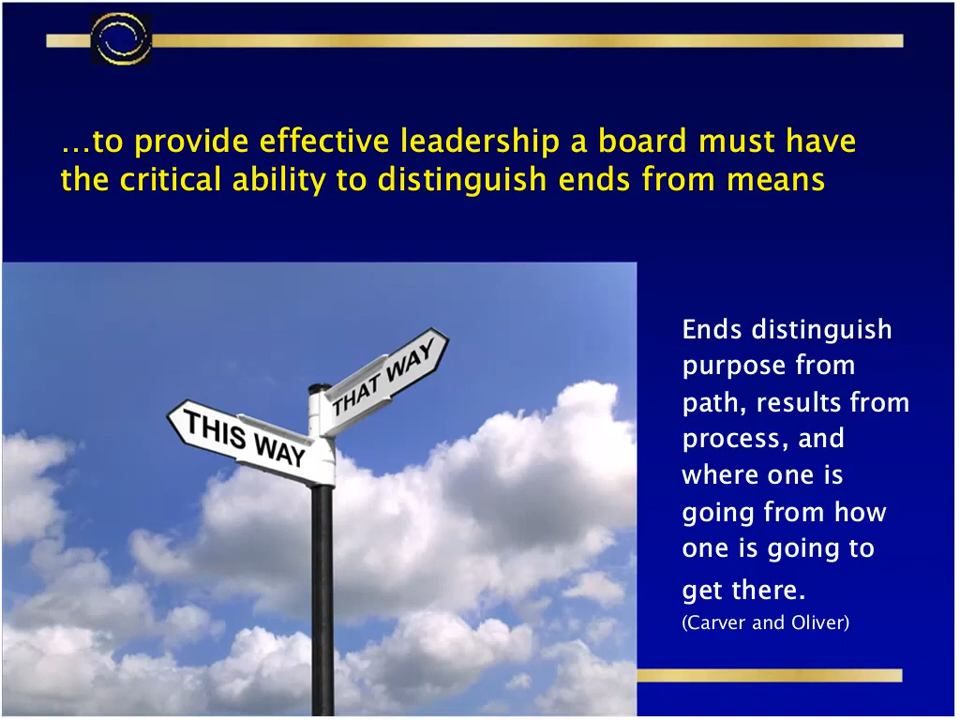 …to provide effective leadership a board must have
the critical ability to distinguish ends from means
THIS WAY
THAT WAY
Ends distinguish
purpose from
path, results from
process, and
where one is
going from how
one is going to
get there.
(Carver and Oliver)